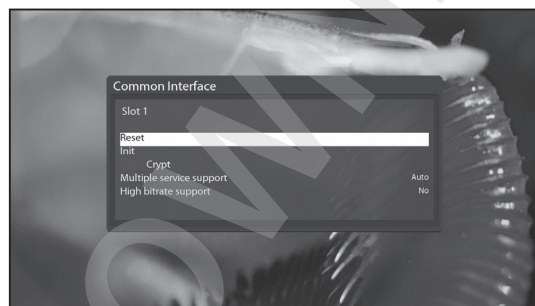 Common Interface
Slot 1
Reset
Init
Crypt
Multiple service support Auto
High bitrate support No